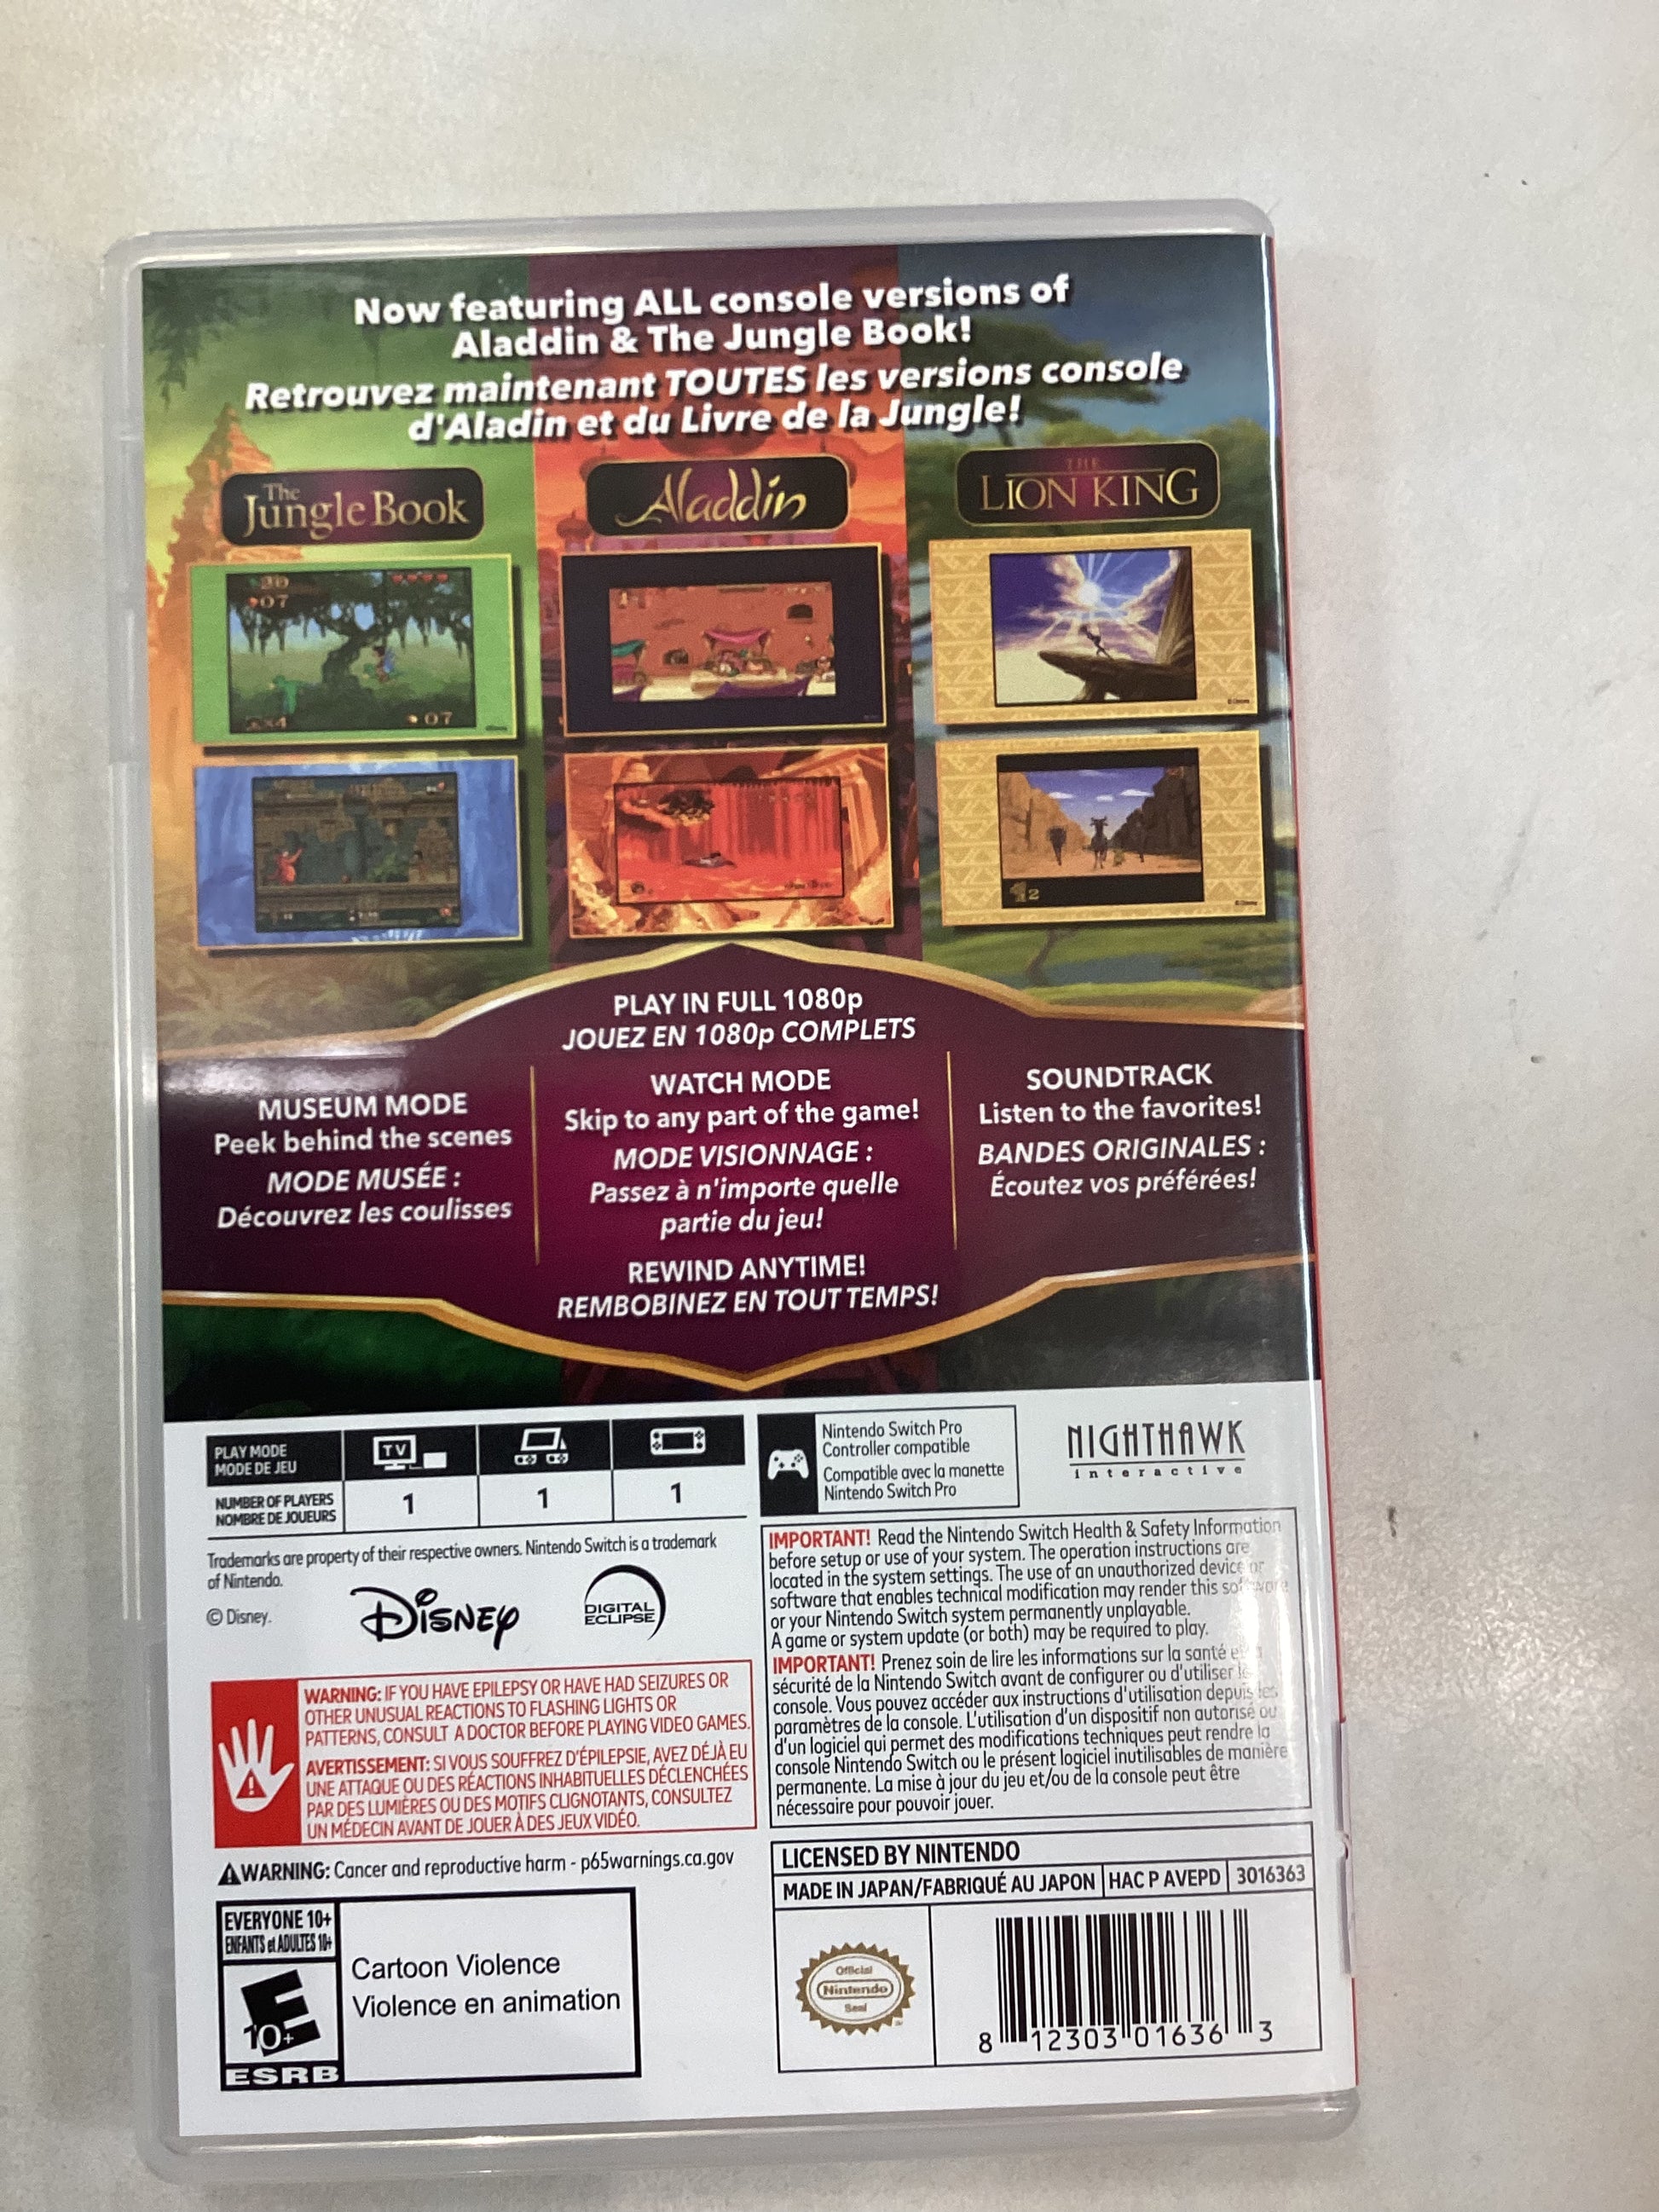 Now featuring ALL console versions of
Aladdin & The Jungle Book!
Retrouvez maintenant TOUTES les versions console
d'Aladin et du Livre de la Jungle!
The
Jungle Book
Aladdin
THE
LION KING
07
x4
07
2
PLAY IN FULL 1080p
JOUEZ EN 1080p COMPLETS
MUSEUM MODE
Peek behind the scenes
MODE MUSÉE :
Découvrez les coulisses
WATCH MODE
Skip to any part of the game!
MODE VISIONNAGE :
Passez à n'importe quelle
partie du jeu!
SOUNDTRACK
Listen to the favorites!
BANDES ORIGINALES :
Écoutez vos préférées!
REWIND ANYTIME!
REMBOBINEZ EN TOUT TEMPS!
PLAY MODE
MODE DE JEU
TV
NUMBER OF PLAYERS
NOMBRE DE JOUEURS
1
1
1
Nintendo Switch Pro
Controller compatible
Compatible avec la manette
Nintendo Switch Pro
NIGHTHAWK
interactive
Trademarks are property of their respective owners. Nintendo Switch is a trademark
of Nintendo.
© Disney.
Disney
DIGITAL
ECLIPSE
IMPORTANT! Read the Nintendo Switch Health & Safety Information
before setup or use of your system. The operation instructions are
located in the system settings. The use of an unauthorized device or
software that enables technical modification may render this software
or your Nintendo Switch system permanently unplayable.
A game or system update (or both) may be required to play.
IMPORTANT! Prenez soin de lire les informations sur la santé et la
sécurité de la Nintendo Switch avant de configurer ou d'utiliser la
console. Vous pouvez accéder aux instructions d'utilisation depuis les
paramètres de la console. L'utilisation d'un dispositif non autorisé ou
d'un logiciel qui permet des modifications techniques peut rendre la
console Nintendo Switch ou le présent logiciel inutilisables de manière
permanente. La mise à jour du jeu et/ou de la console peut être
nécessaire pour pouvoir jouer.
WARNING: IF YOU HAVE EPILEPSY OR HAVE HAD SEIZURES OR
OTHER UNUSUAL REACTIONS TO FLASHING LIGHTS OR
PATTERNS, CONSULT A DOCTOR BEFORE PLAYING VIDEO GAMES.
AVERTISSEMENT: SI VOUS SOUFFREZ D'ÉPILEPSIE, AVEZ DÉJÀ EU
UNE ATTAQUE OU DES RÉACTIONS INHABITUELLES DÉCLENCHÉES
PAR DES LUMIÈRES OU DES MOTIFS CLIGNOTANTS, CONSULTEZ
UN MÉDECIN AVANT DE JOUER À DES JEUX VIDÉO.
WARNING: Cancer and reproductive harm - p65warnings.ca.gov
EVERYONE 10+
ENFANTS et ADULTES 10+
E
10+
ESRB
Cartoon Violence
Violence en animation
LICENSED BY NINTENDO
MADE IN JAPAN/FABRIQUÉ AU JAPON
HAC P AVEPD
3016363
Official
Nintendo
Seal
8 12303 01636 3